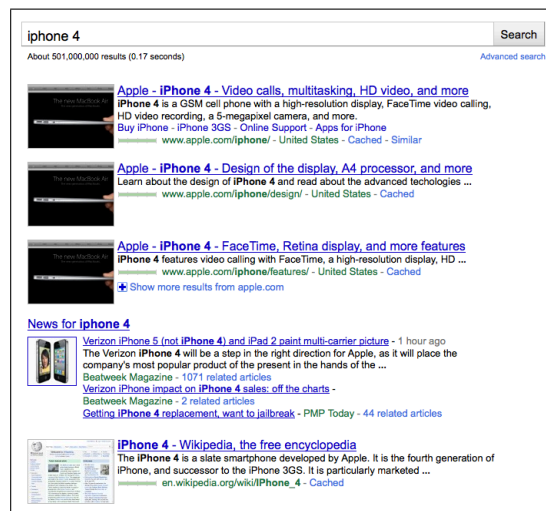 iphone 4
Search
About 501,000,000 results (0.17 seconds)
Advanced search
The new MacBook Air
Apple - iPhone 4 - Video calls, multitasking, HD video, and more
iPhone 4 is a GSM cell phone with a high-resolution display, FaceTime video calling,
HD video recording, a 5-megapixel camera, and more.
Buy iPhone - iPhone 3GS - Online Support - Apps for iPhone
www.apple.com/iphone/ - United States - Cached - Similar
The new MacBook Air
Apple - iPhone 4 - Design of the display, A4 processor, and more
Learn about the design of iPhone 4 and read about the advanced techologies ...
www.apple.com/iphone/design/ - United States - Cached
The new MacBook Air
Apple - iPhone 4 - FaceTime, Retina display, and more features
iPhone 4 features video calling with FaceTime, a high-resolution display, HD ...
www.apple.com/iphone/features/ - United States - Cached
Show more results from apple.com
News for iphone 4
Verizon iPhone 5 (not iPhone 4) and iPad 2 paint multi-carrier picture - 1 hour ago
The Verizon iPhone 4 will be a step in the right direction for Apple, as it will place the
company's most popular product of the present in the hands of the ...
Beatweek Magazine - 1071 related articles
Verizon iPhone impact on iPhone 4 sales: off the charts -
Beatweek Magazine - 2 related articles
Getting iPhone 4 replacement, want to jailbreak - PMP Today - 44 related articles
iPhone 4 - Wikipedia, the free encyclopedia
The iPhone 4 is a slate smartphone developed by Apple. It is the fourth generation of
iPhone, and successor to the iPhone 3GS. It is particularly marketed ...
en.wikipedia.org/wiki/IPhone_4 - Cached